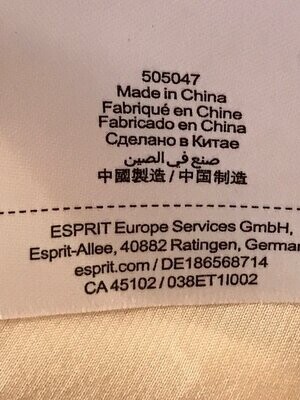 505047
Made in China
Fabriqué en Chine
Fabricado en China
Сделано в Китае
صنع في الصين
中國製造 / 中国制造
ESPRIT Europe Services GmbH,
Esprit-Allee, 40882 Ratingen, German
esprit.com / DE186568714
CA 45102 / 038ET1I002